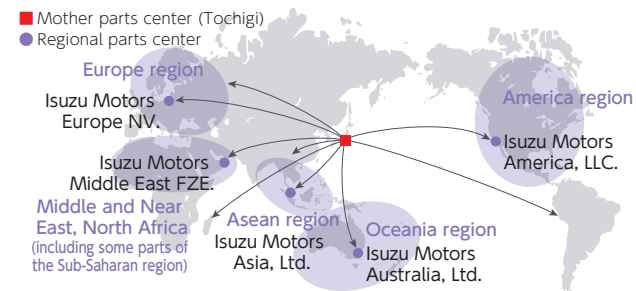 Mother parts center (Tochigi)
Regional parts center
Europe region
Isuzu Motors
Europe NV.
America region
Isuzu Motors
America, LLC.
Isuzu Motors
Middle East FZE.
Middle and Near
East, North Africa
(including some parts of
the Sub-Saharan region)
Asean region
Isuzu Motors
Asia, Ltd.
Oceania region
Isuzu Motors
Australia, Ltd.